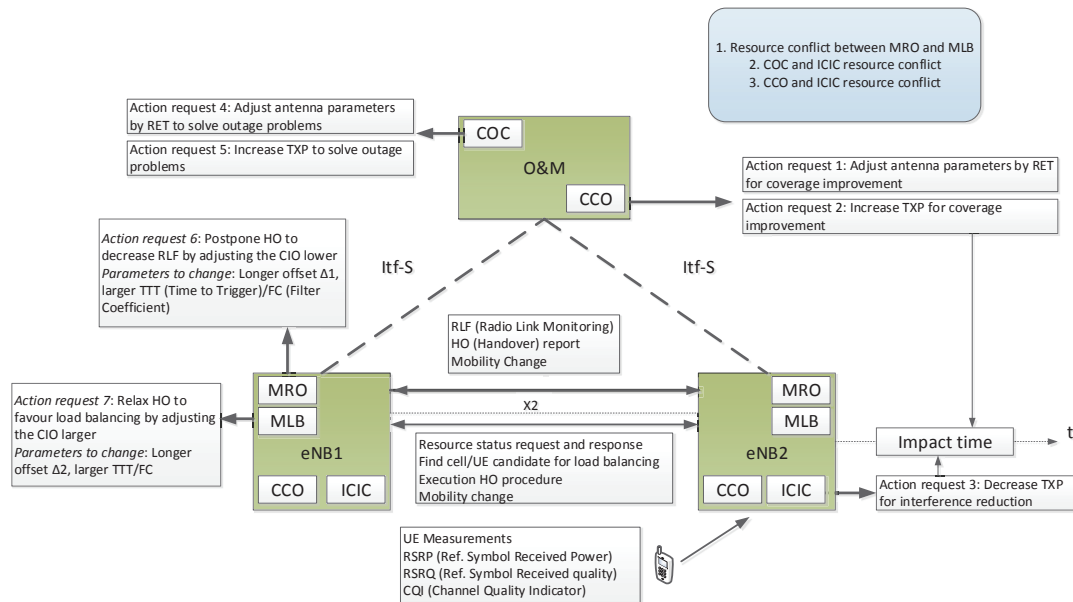 1. Resource conflict between MRO and MLB
2. COC and ICIC resource conflict
3. CCO and ICIC resource conflict
Action request 4: Adjust antenna parameters
by RET to solve outage problems
Action request 5: Increase TXP to solve outage
problems
COC
O&M
CCO
Action request 1: Adjust antenna parameters by RET
for coverage improvement
Action request 2: Increase TXP for coverage
improvement
Action request 6: Postpone HO to
decrease RLF by adjusting the CIO lower
Parameters to change: Longer offset Δ1,
larger TTT (Time to Trigger)/FC (Filter
Coefficient)
Itf-S
Itf-S
RLF (Radio Link Monitoring)
HO (Handover) report
Mobility Change
Action request 7: Relax HO to
favour load balancing by adjusting
the CIO larger
Parameters to change: Longer
offset Δ2, larger TTT/FC
MRO
MLB
eNB1
CCO
ICIC
X2
Resource status request and response
Find cell/UE candidate for load balancing
Execution HO procedure
Mobility change
MRO
MLB
eNB2
CCO
ICIC
Impact time
t
Action request 3: Decrease TXP
for interference reduction
UE Measurements
RSRP (Ref. Symbol Received Power)
RSRQ (Ref. Symbol Received quality)
CQI (Channel Quality Indicator)